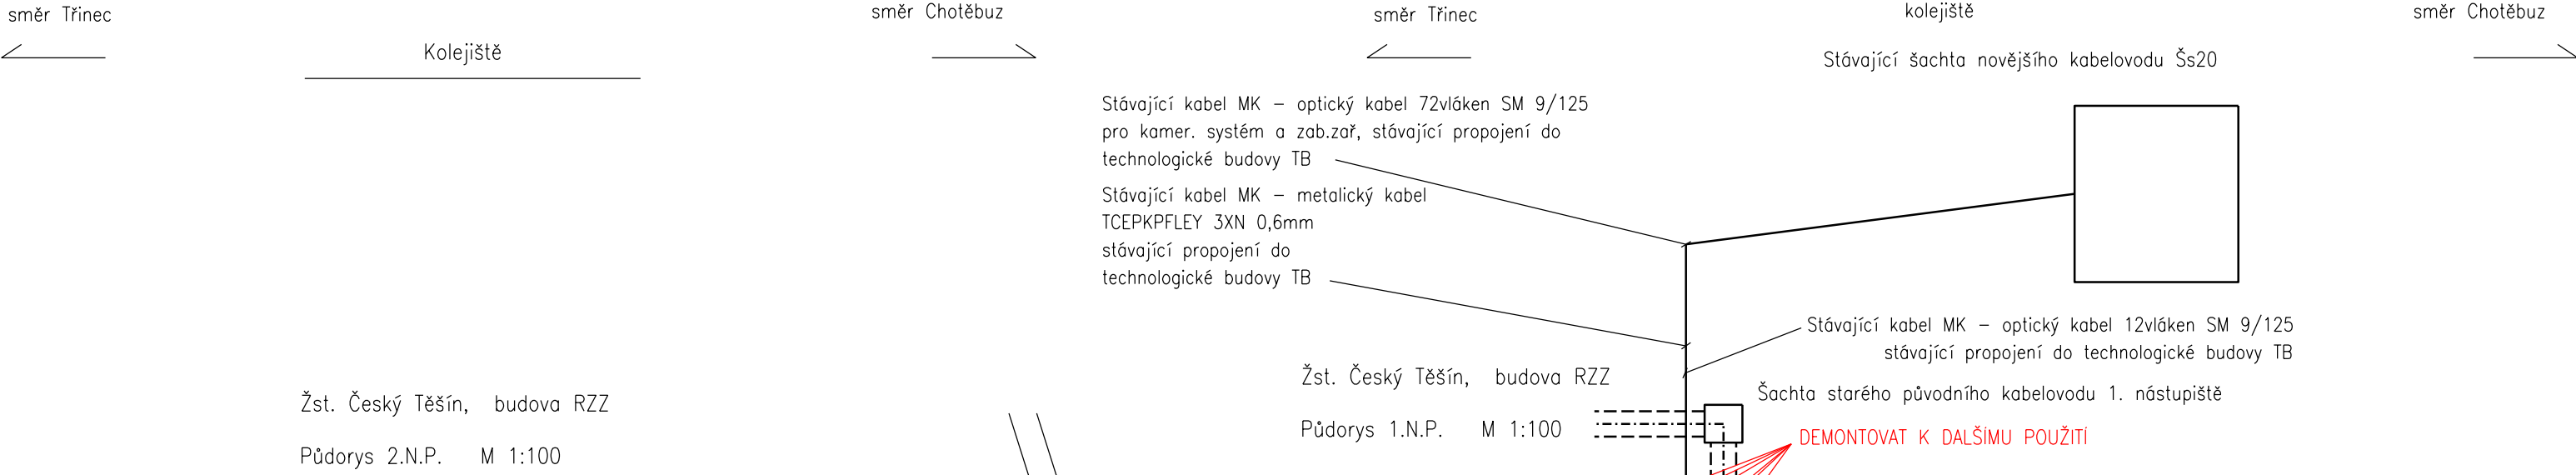 směr Třinec
směr Chotěbuz
Kolejiště
Žst. Český Těšín, budova RZZ
Půdorys 2.N.P. M 1:100
směr Třinec
kolejiště
směr Chotěbuz
Stávající šachta novějšího kabelovodu Šs20
Stávající kabel MK – optický kabel 72vláken SM 9/125
pro kamer. systém a zab.zař, stávající propojení do
technologické budovy TB
Stávající kabel MK – metalický kabel
TCEPKPFLEY 3XN 0,6mm
stávající propojení do
technologické budovy TB
Stávající kabel MK – optický kabel 12vláken SM 9/125
stávající propojení do technologické budovy TB
Žst. Český Těšín, budova RZZ
Půdorys 1.N.P. M 1:100
Šachta starého původního kabelovodu 1. nástupiště
DEMONTOVAT K DALŠÍMU POUŽITÍ